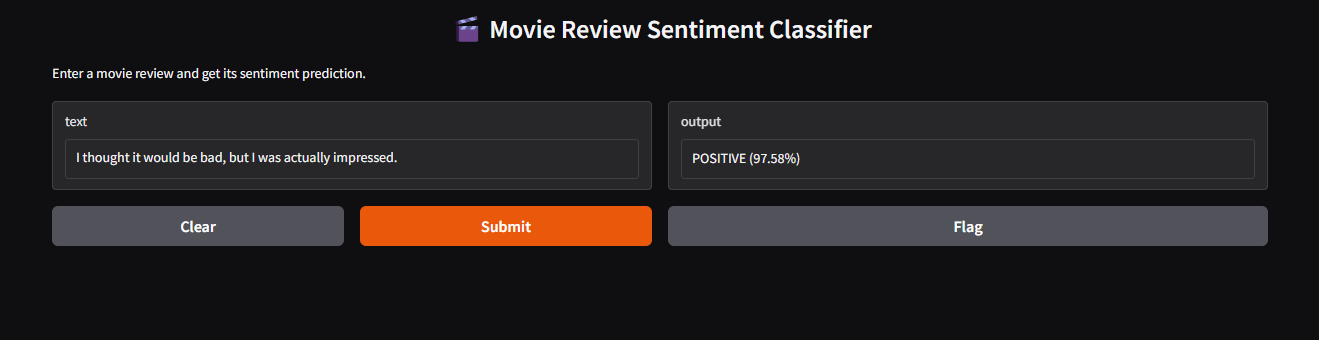 🎬 Movie Review Sentiment Classifier
Enter a movie review and get its sentiment prediction.
text
I thought it would be bad, but I was actually impressed.
output
POSITIVE (97.58%)
Clear
Submit
Flag